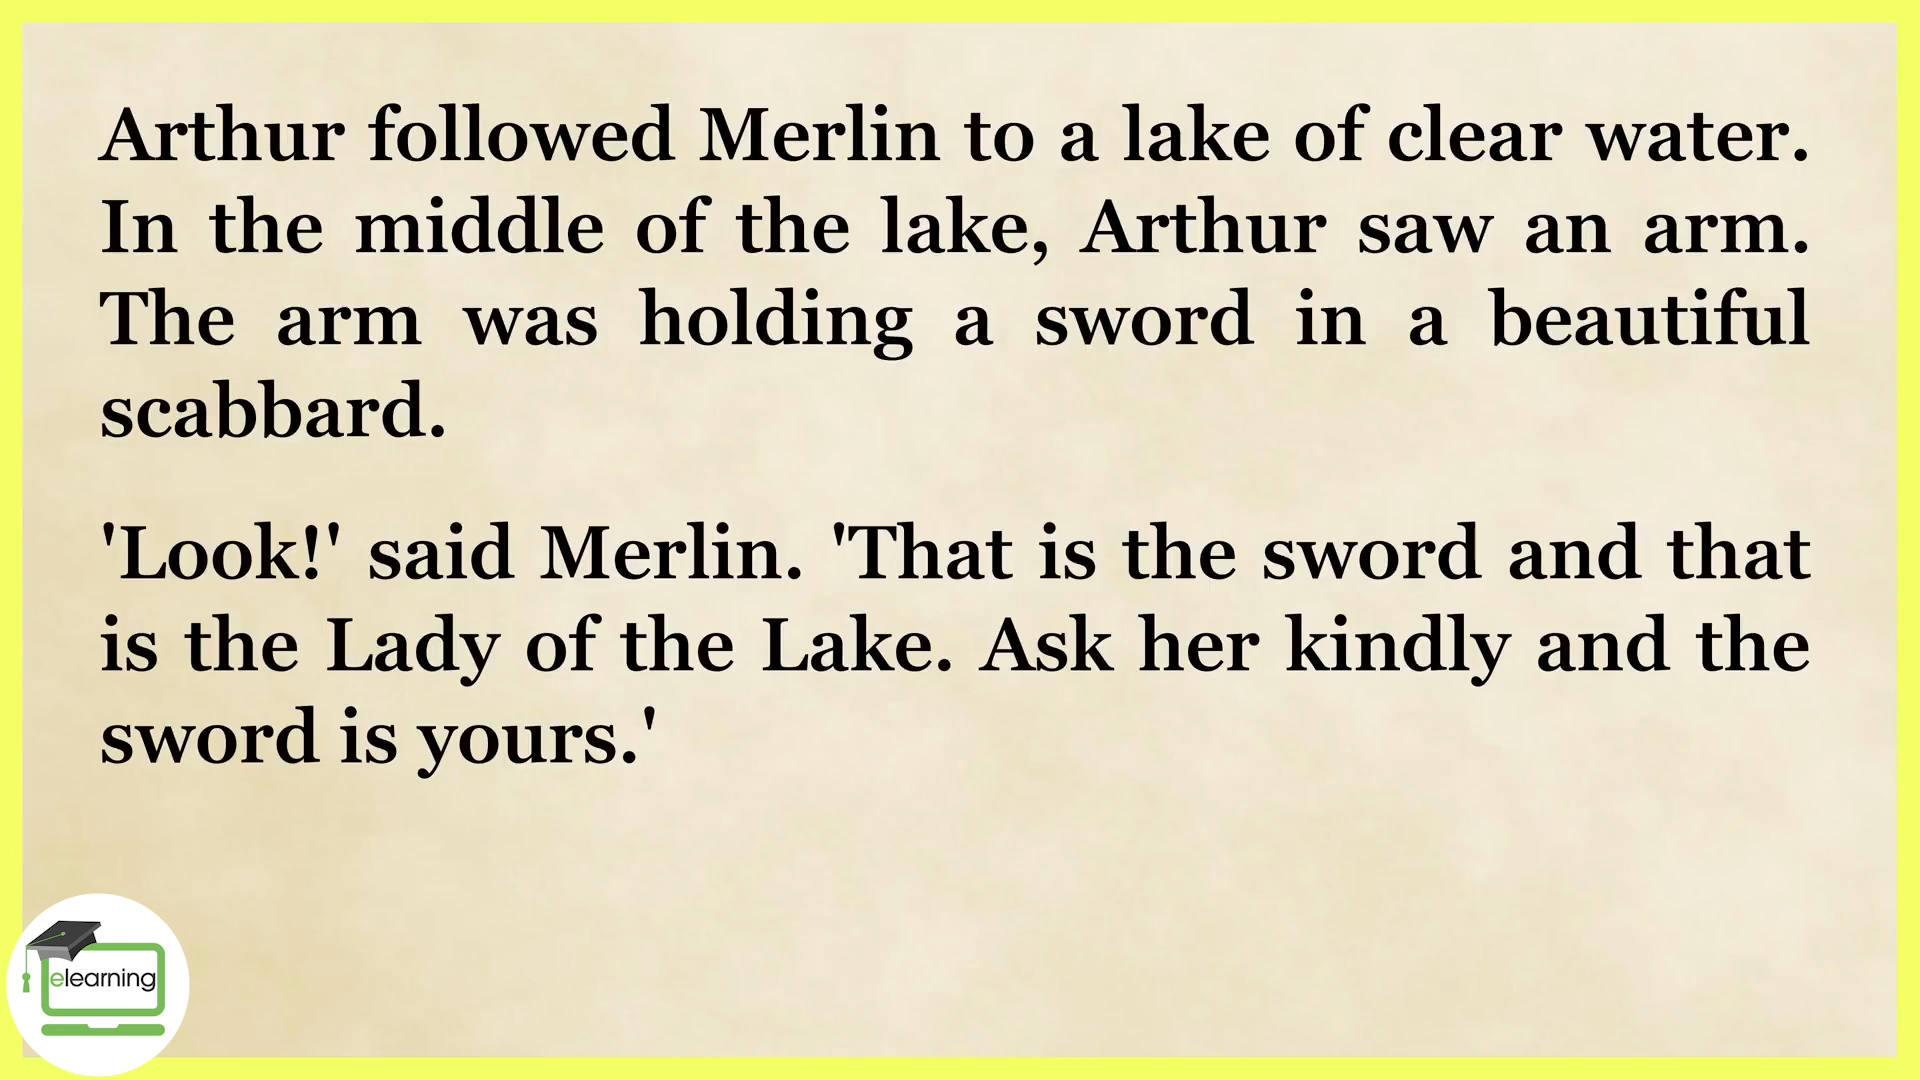 Arthur followed Merlin to a lake of clear water.
In the middle of the lake, Arthur saw an arm.
The arm was holding a sword in a beautiful
scabbard.
'Look!' said Merlin. 'That is the sword and that
is the Lady of the Lake. Ask her kindly and the
sword is yours.'
elearning